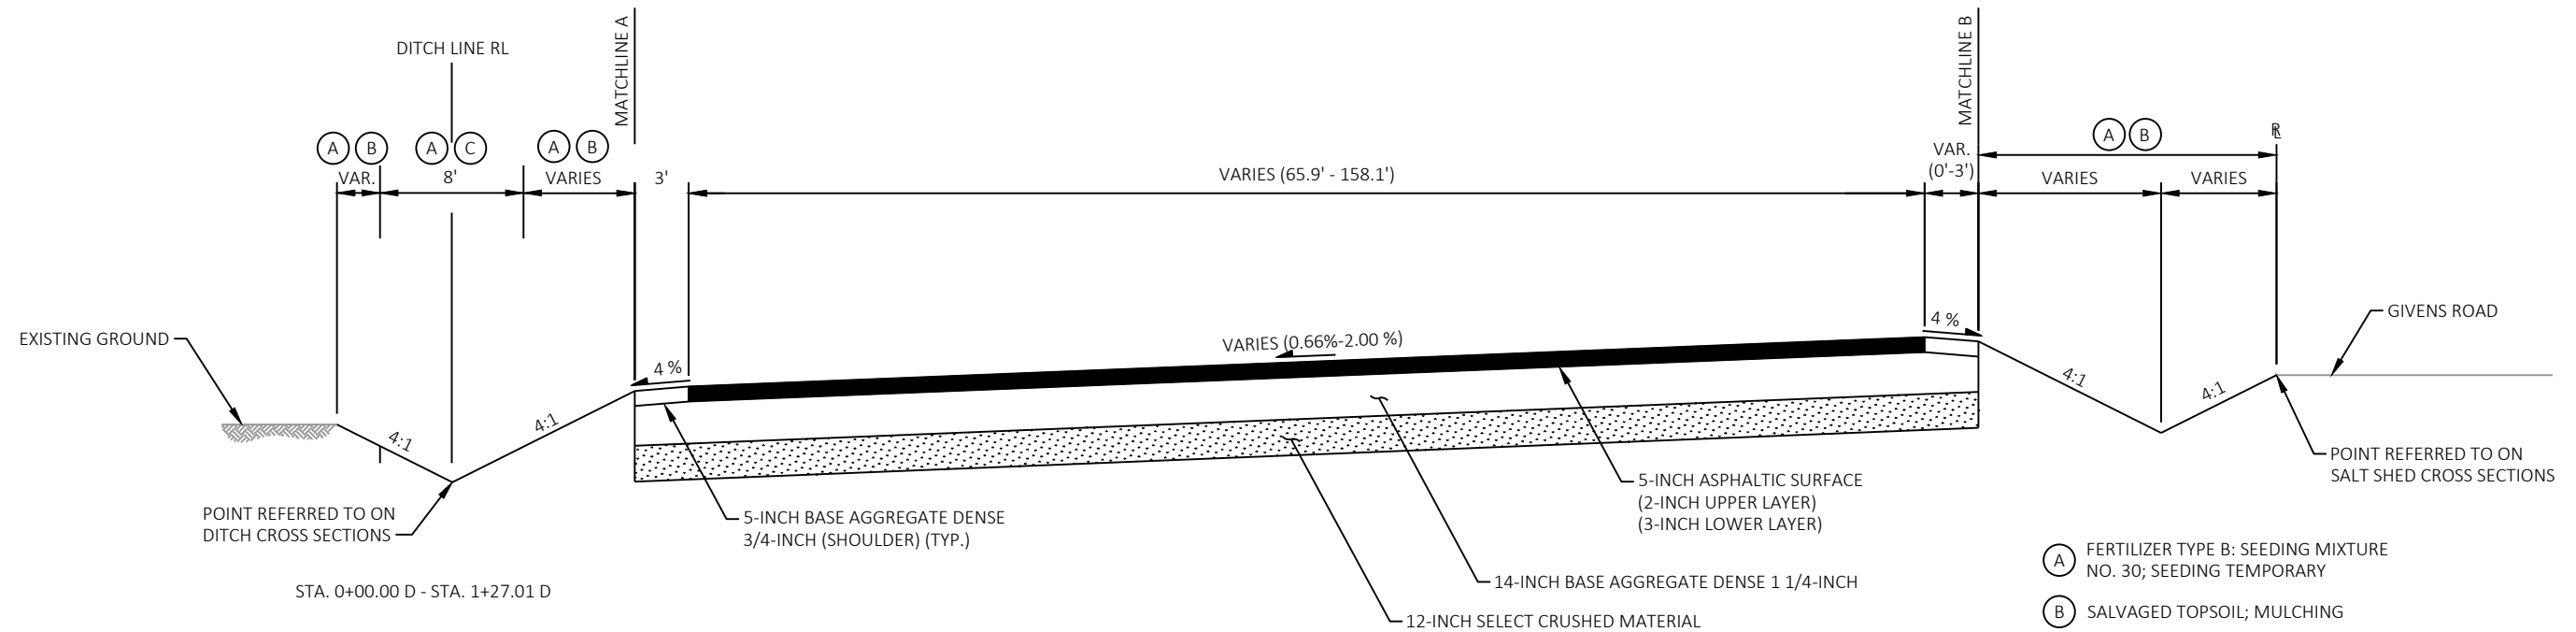 MATCHLINE A
MATCHLINE B
DITCH LINE RL
A B
A C
A B
A B
VAR.
8'
VARIES
3'
VARIES (65.9' - 158.1')
VAR.
(0'-3')
VARIES
VARIES
EXISTING GROUND
4 %
VARIES (0.66%-2.00 %)
4 %
GIVENS ROAD
4:1
4:1
4:1
4:1
POINT REFERRED TO ON
DITCH CROSS SECTIONS
5-INCH BASE AGGREGATE DENSE
3/4-INCH (SHOULDER) (TYP.)
5-INCH ASPHALTIC SURFACE
(2-INCH UPPER LAYER)
(3-INCH LOWER LAYER)
POINT REFERRED TO ON
SALT SHED CROSS SECTIONS
STA. 0+00.00 D - STA. 1+27.01 D
14-INCH BASE AGGREGATE DENSE 1 1/4-INCH
12-INCH SELECT CRUSHED MATERIAL
A FERTILIZER TYPE B: SEEDING MIXTURE
NO. 30; SEEDING TEMPORARY
B SALVAGED TOPSOIL; MULCHING